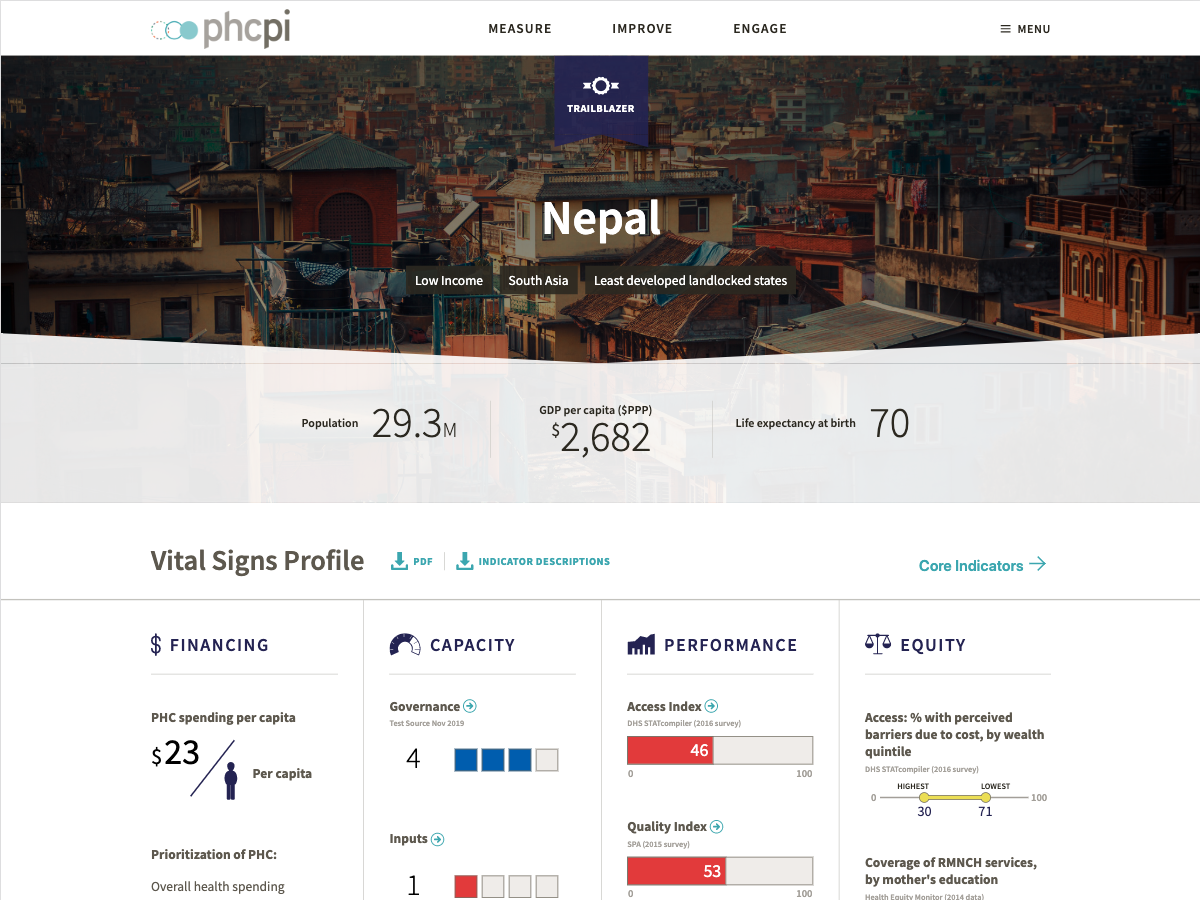 phcpi
MEASURE
IMPROVE
ENGAGE
MENU
TRAILBLAZER
Nepal
Low Income
South Asia
Least developed landlocked states
Population 29.3M
GDP per capita ($PPP)
$2,682
Life expectancy at birth 70
Vital Signs Profile
PDF
INDICATOR DESCRIPTIONS
Core Indicators
$ FINANCING
PHC spending per capita
$23
Per capita
Prioritization of PHC:
Overall health spending
CAPACITY
Governance
Test Source Nov 2019
4
Inputs
1
PERFORMANCE
Access Index
DHS STATcompiler (2016 survey)
46
0 100
Quality Index
SPA (2015 survey)
53
0 100
EQUITY
Access: % with perceived
barriers due to cost, by wealth
quintile
DHS STATcompiler (2016 survey)
HIGHEST LOWEST
0 100
30 71
Coverage of RMNCH services,
by mother's education
Health Equity Monitor (2014 data)